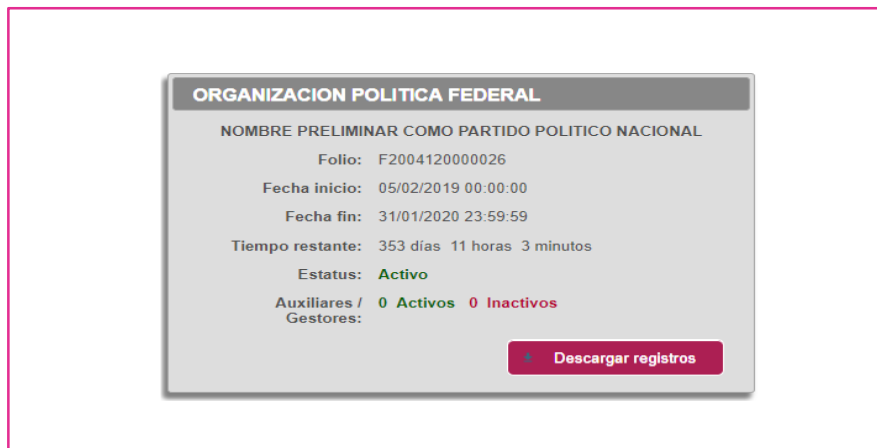 ORGANIZACION POLITICA FEDERAL
NOMBRE PRELIMINAR COMO PARTIDO POLITICO NACIONAL
Folio: F2004120000026
Fecha inicio: 05/02/2019 00:00:00
Fecha fin: 31/01/2020 23:59:59
Tiempo restante: 353 días 11 horas 3 minutos
Estatus: Activo
Auxiliares / 0 Activos 0 Inactivos
Gestores:
Descargar registros